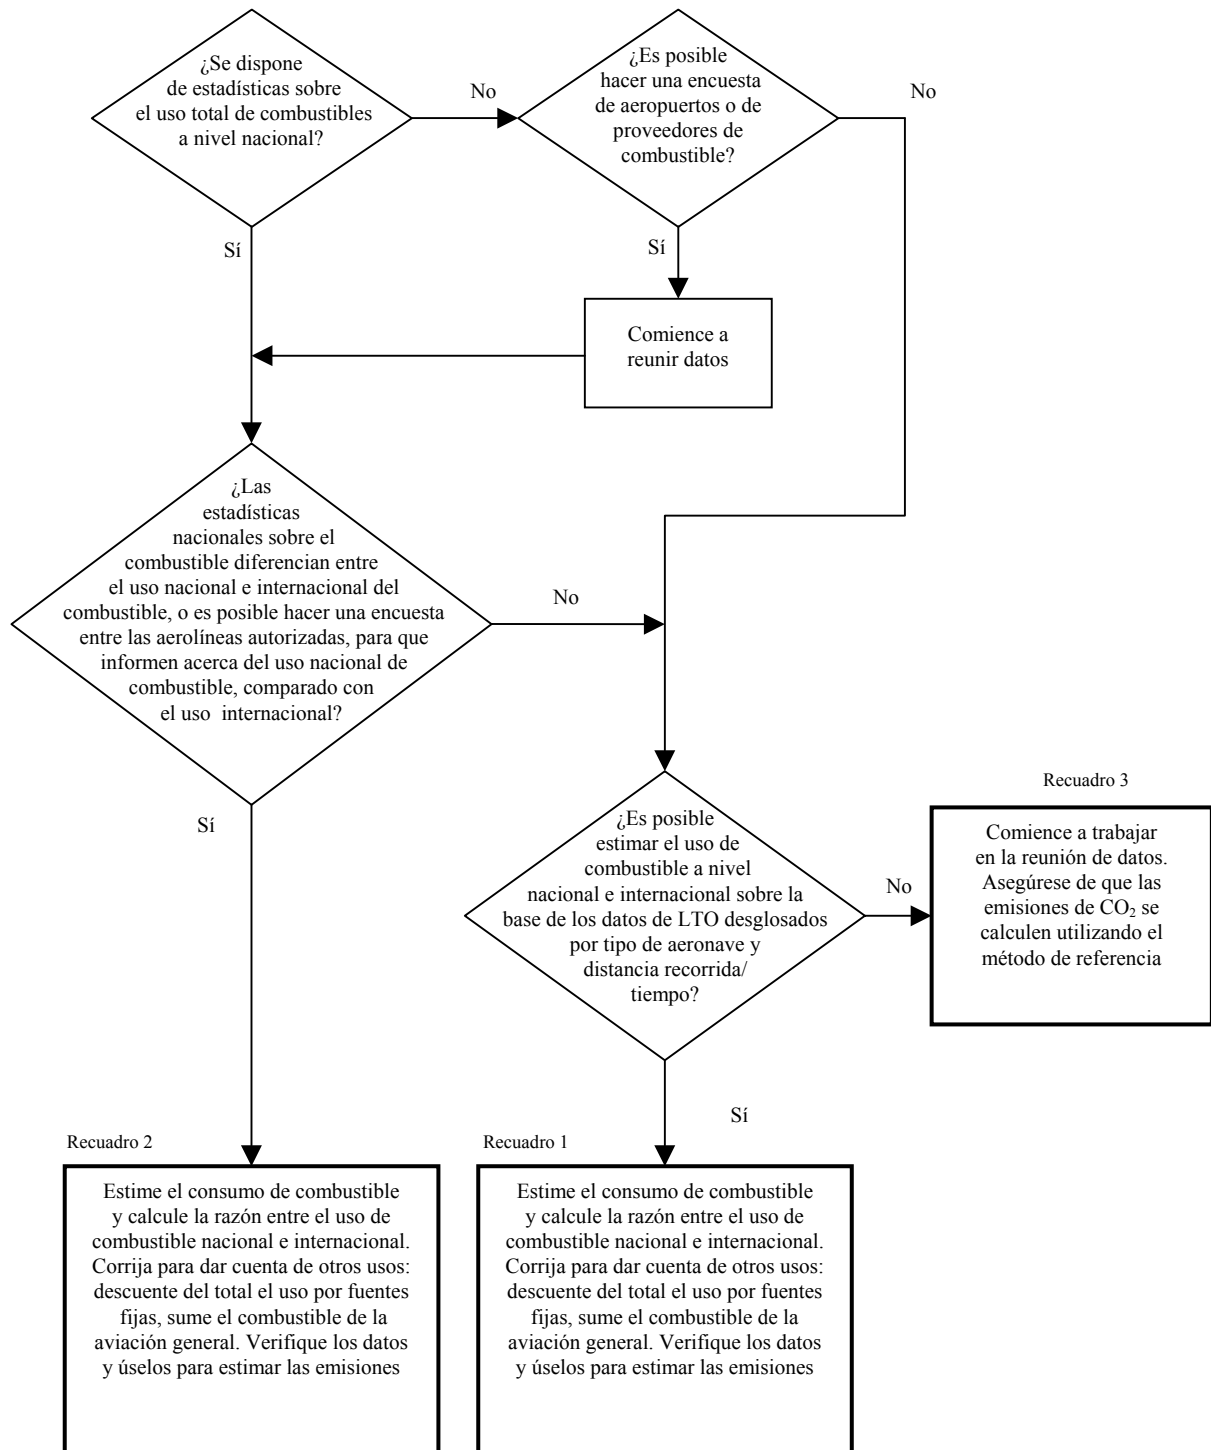 ¿Se dispone
de estadísticas sobre
el uso total de combustibles
a nivel nacional?
No
¿Es posible
hacer una encuesta
de aeropuertos o de
proveedores de
combustible?
No
Sí
Sí
Comience a
reunir datos
¿Las
estadísticas
nacionales sobre el
combustible diferencian entre
el uso nacional e internacional del
combustible, o es posible hacer una encuesta
entre las aerolíneas autorizadas, para que
informen acerca del uso nacional de
combustible, comparado con
el uso internacional?
No
Sí
¿Es posible
estimar el uso de
combustible a nivel
nacional e internacional sobre la
base de los datos de LTO desglosados
por tipo de aeronave y
distancia recorrida/
tiempo?
No
Recuadro 3
Comience a trabajar
en la reunión de datos.
Asegúrese de que las
emisiones de CO₂ se
calculen utilizando el
método de referencia
Sí
Recuadro 2
Estime el consumo de combustible
y calcule la razón entre el uso de
combustible nacional e internacional.
Corrija para dar cuenta de otros usos:
descuente del total el uso por fuentes
fijas, sume el combustible de la
aviación general. Verifique los datos
y úselos para estimar las emisiones
Recuadro 1
Estime el consumo de combustible
y calcule la razón entre el uso de
combustible nacional e internacional.
Corrija para dar cuenta de otros usos:
descuente del total el uso por fuentes
fijas, sume el combustible de la
aviación general. Verifique los datos
y úselos para estimar las emisiones